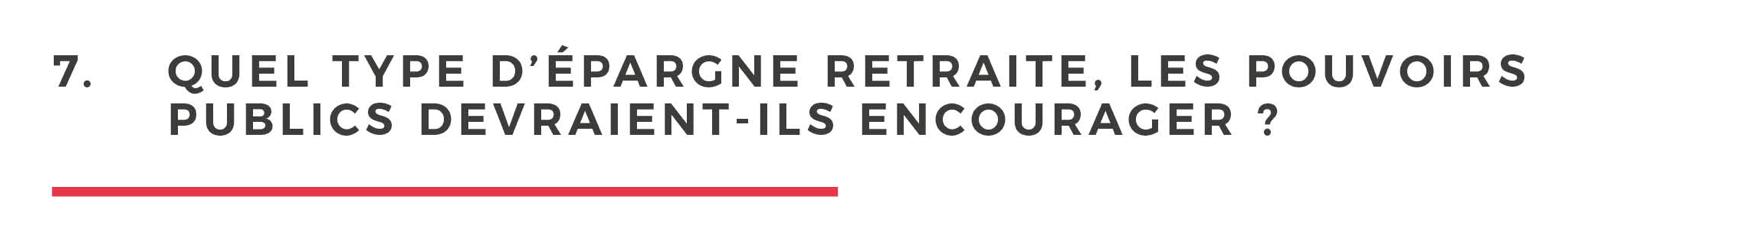 7. QUEL TYPE D’ÉPARGNE RETRAITE, LES POUVOIRS
PUBLICS DEVRAIENT-ILS ENCOURAGER ?